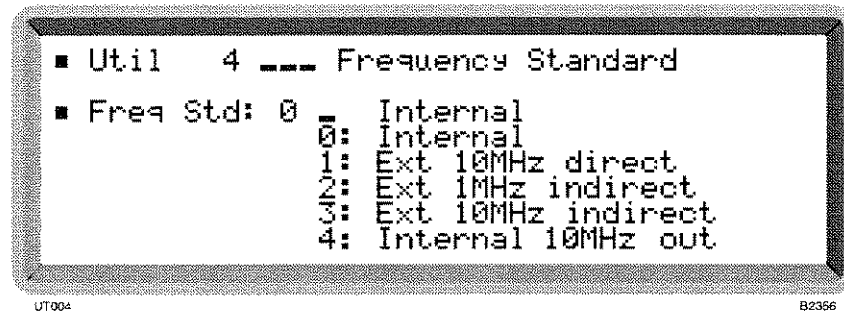 ▪ Util 4 ___ Frequency Standard
▪ Freq Std: 0 _ Internal
0: Internal
1: Ext 10MHz direct
2: Ext 1MHz indirect
3: Ext 10MHz indirect
4: Internal 10MHz out
UT004
B2356